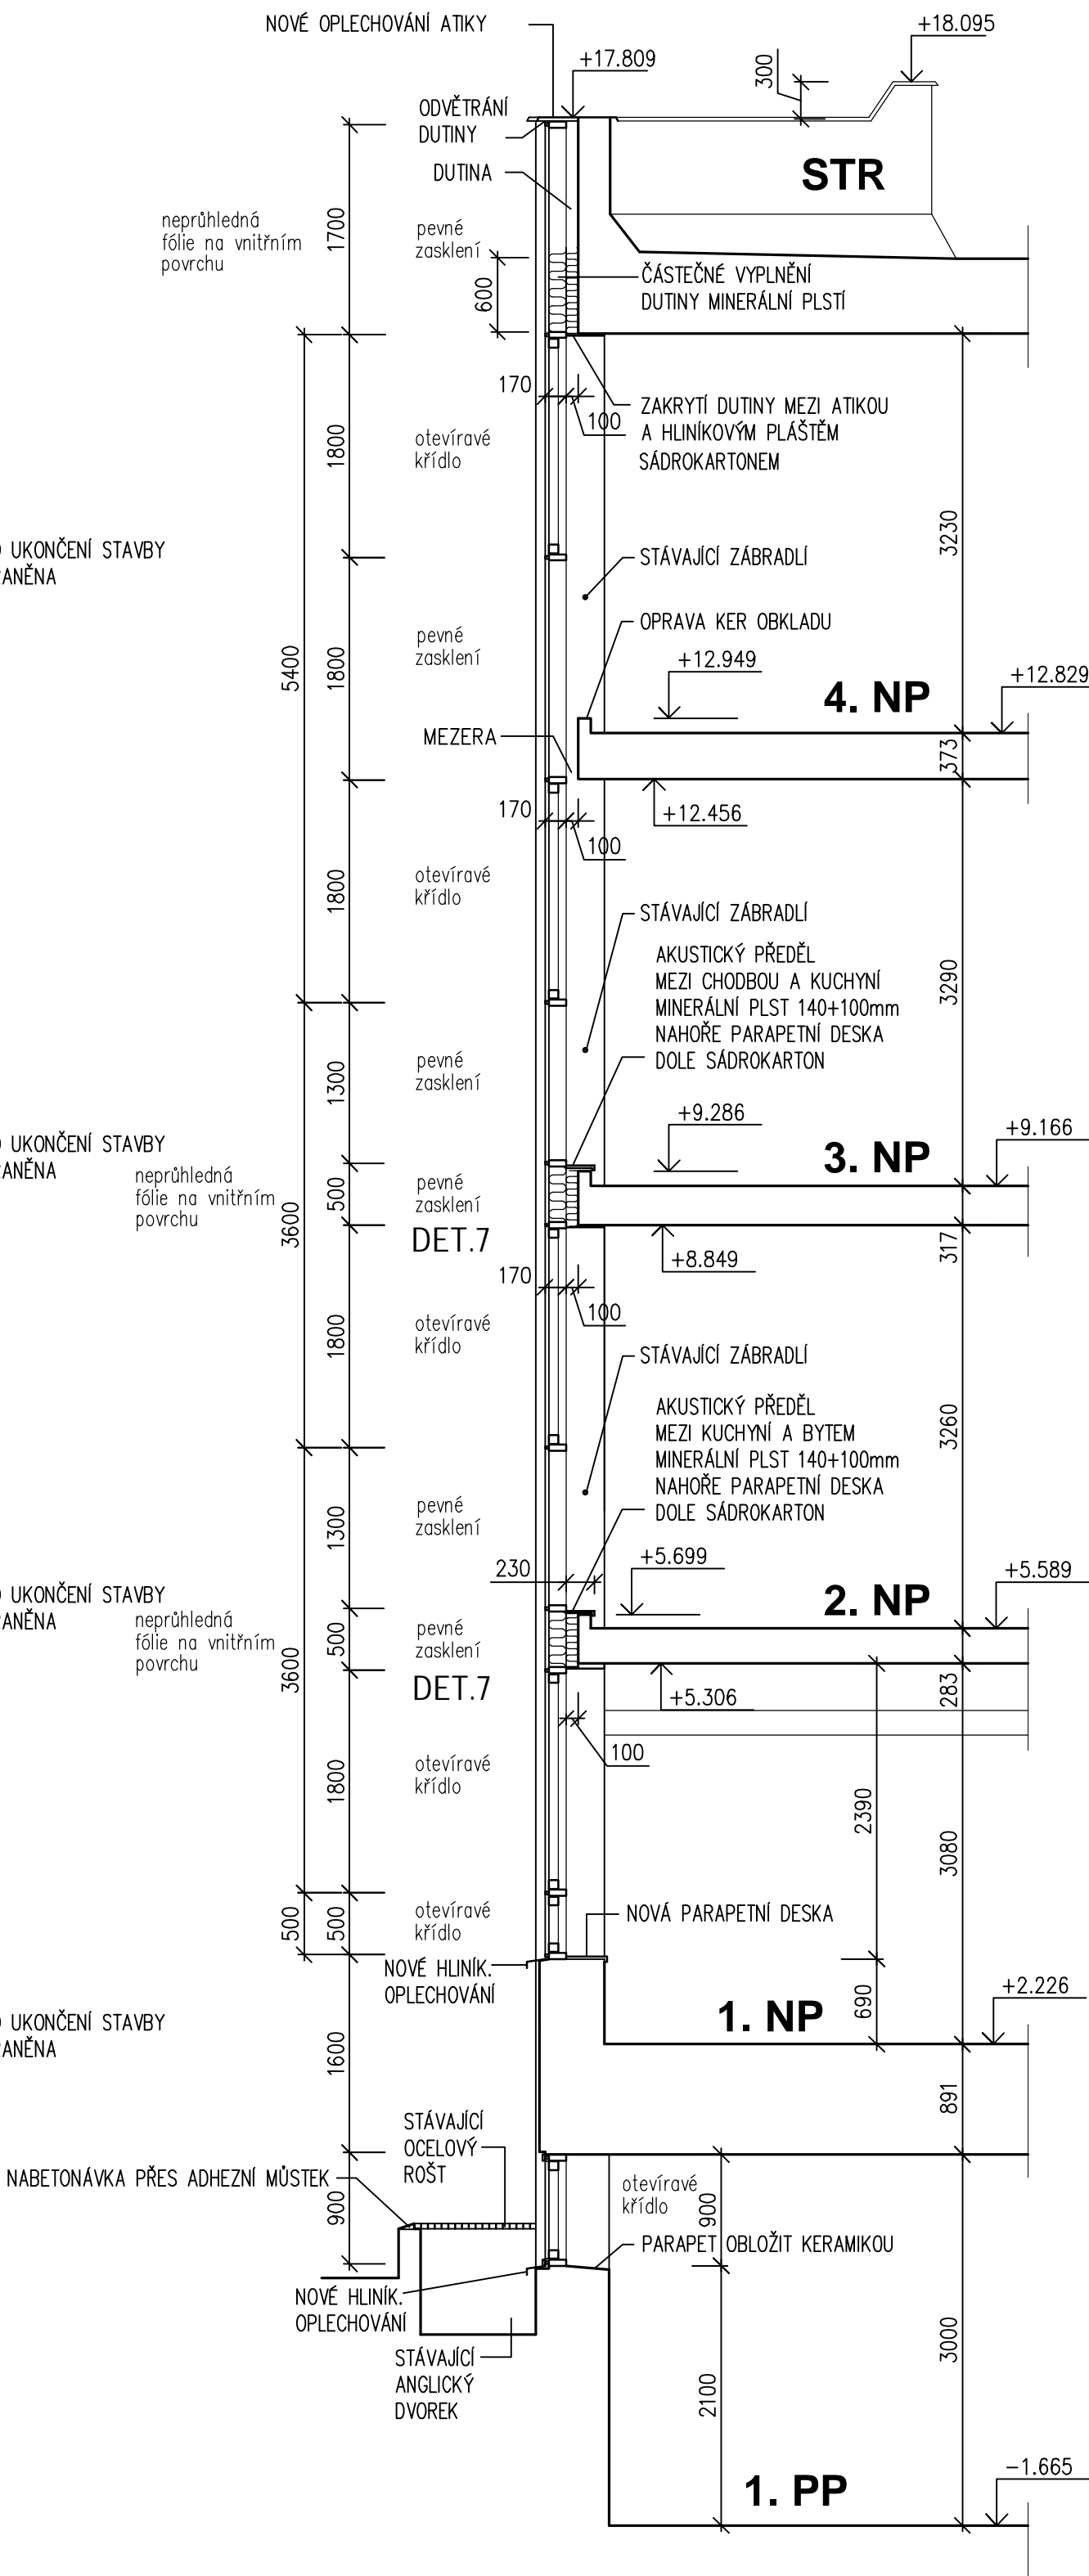 NOVÉ OPLECHOVÁNÍ ATIKY
+18.095
+17.809
300
ODVĚTRÁNÍ
DUTINY
DUTINA
STR
neprůhledná
fólie na vnitřním
povrchu
1700
pevné
zasklení
600
ČÁSTEČNÉ VYPLNĚNÍ
DUTINY MINERÁLNÍ PLSTÍ
170
100
ZAKRYTÍ DUTINY MEZI ATIKOU
A HLINÍKOVÝM PLÁŠTĚM
SÁDROKARTONEM
1800
otevíravé
křídlo
3230
UKONČENÍ STAVBY
STÁVAJÍCÍ ZÁBRADLÍ
OPRAVA KER OBKLADU
5400
1800
pevné
zasklení
+12.949
+12.829
4. NP
MEZERA
373
170
100
+12.456
1800
otevíravé
křídlo
STÁVAJÍCÍ ZÁBRADLÍ
AKUSTICKÝ PŘEDĚL
MEZI CHODBOU A KUCHYNÍ
MINERÁLNÍ PLST 140+100mm
NAHOŘE PARAPETNÍ DESKA
DOLE SÁDROKARTON
3290
1300
pevné
zasklení
+9.286
+9.166
3. NP
UKONČENÍ STAVBY
neprůhledná
fólie na vnitřním
povrchu
3600
500
pevné
zasklení
DET.7
317
+8.849
170
100
1800
otevíravé
křídlo
STÁVAJÍCÍ ZÁBRADLÍ
AKUSTICKÝ PŘEDĚL
MEZI KUCHYNÍ A BYTEM
MINERÁLNÍ PLST 140+100mm
NAHOŘE PARAPETNÍ DESKA
DOLE SÁDROKARTON
3260
1300
pevné
zasklení
230
+5.699
+5.589
2. NP
UKONČENÍ STAVBY
neprůhledná
fólie na vnitřním
povrchu
3600
500
pevné
zasklení
DET.7
283
+5.306
100
1800
otevíravé
křídlo
2390
3080
500
500
otevíravé
křídlo
NOVÁ PARAPETNÍ DESKA
NOVÉ HLINÍK.
OPLECHOVÁNÍ
+2.226
1. NP
690
UKONČENÍ STAVBY
1600
891
STÁVAJÍCÍ
OCELOVÝ
ROŠT
NABETONÁVKA PŘES ADHEZNÍ MŮSTEK
900
otevíravé
křídlo
900
PARAPET OBLOŽIT KERAMIKOU
NOVÉ HLINÍK.
OPLECHOVÁNÍ
STÁVAJÍCÍ
ANGLICKÝ
DVOREK
2100
3000
-1.665
1. PP